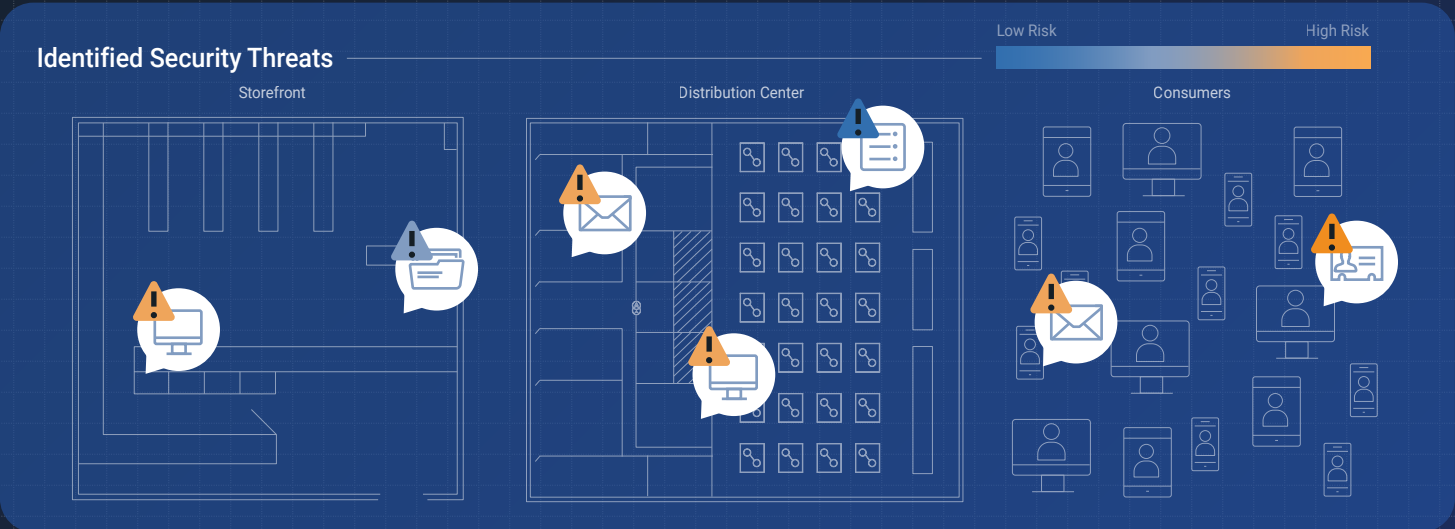 Low Risk
High Risk
Identified Security Threats
Storefront
Distribution Center
Consumers